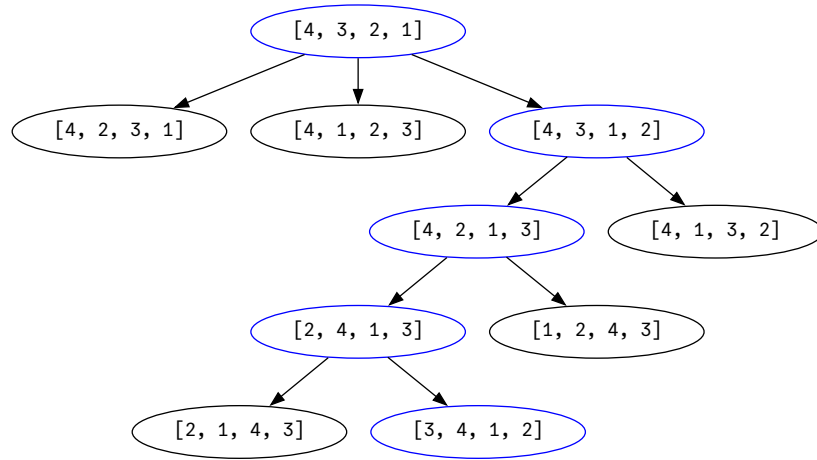 [4, 3, 2, 1]
[4, 2, 3, 1]
[4, 1, 2, 3]
[4, 3, 1, 2]
[4, 2, 1, 3]
[4, 1, 3, 2]
[2, 4, 1, 3]
[1, 2, 4, 3]
[2, 1, 4, 3]
[3, 4, 1, 2]